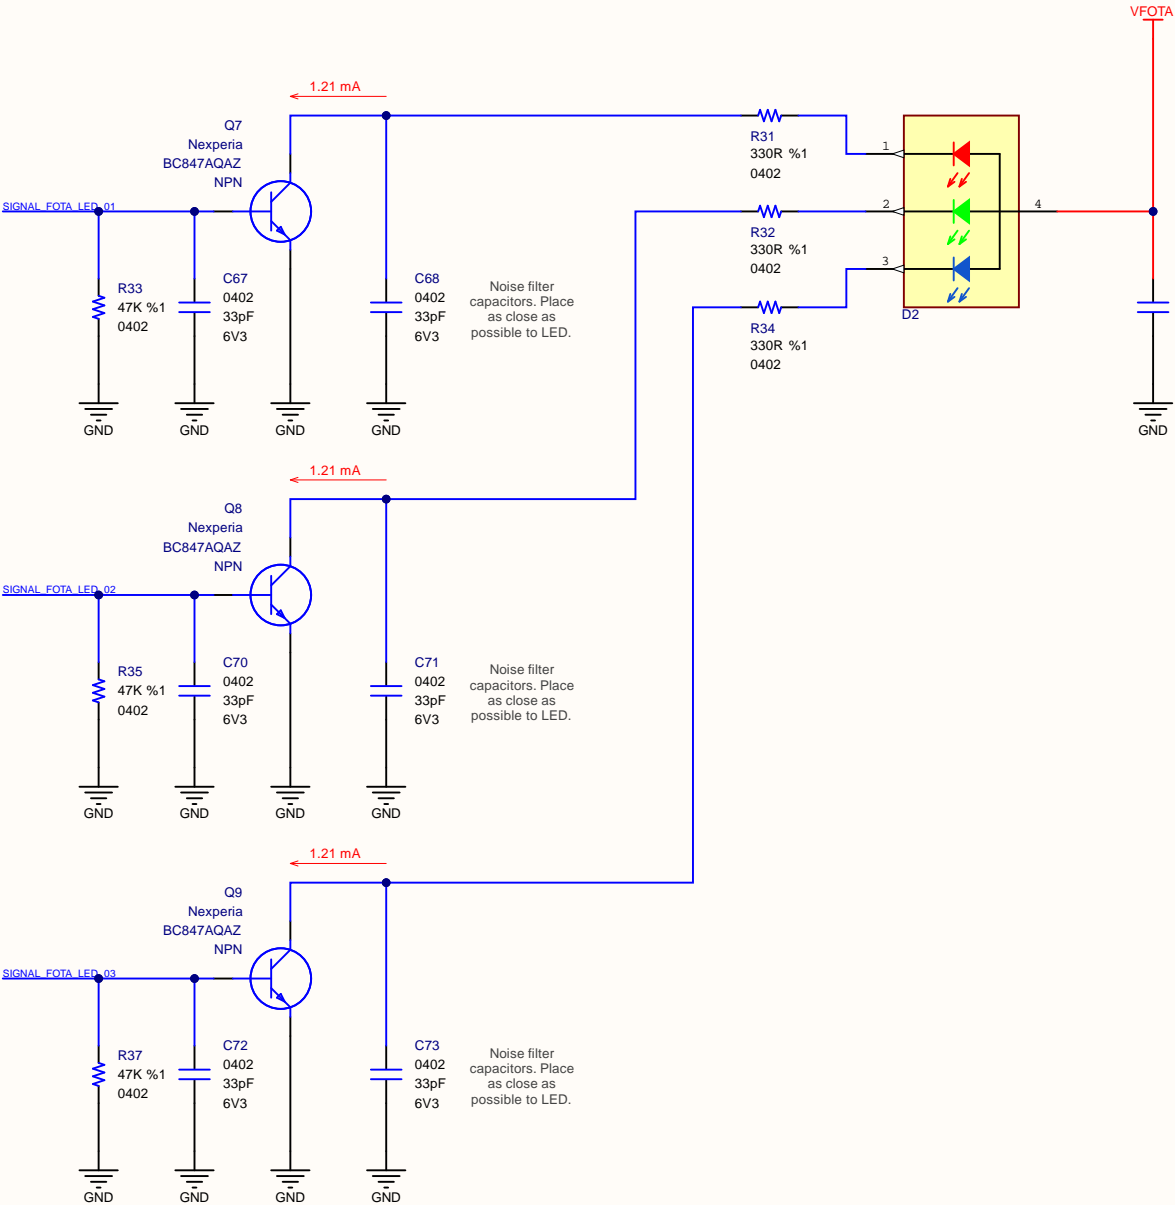 VFOTA
1.21 mA
Q7
Nexperia
BC847AQAZ
NPN
SIGNAL_FOTA_LED_01
R33
47K %1
0402
C67
0402
33pF
6V3
C68
0402
33pF
6V3
Noise filter
capacitors. Place
as close as
possible to LED.
GND
GND
GND
GND
R31
330R %1
0402
R32
330R %1
0402
R34
330R %1
0402
1
2
3
4
D2
GND
1.21 mA
Q8
Nexperia
BC847AQAZ
NPN
SIGNAL_FOTA_LED_02
R35
47K %1
0402
C70
0402
33pF
6V3
C71
0402
33pF
6V3
Noise filter
capacitors. Place
as close as
possible to LED.
GND
GND
GND
GND
1.21 mA
Q9
Nexperia
BC847AQAZ
NPN
SIGNAL_FOTA_LED_03
R37
47K %1
0402
C72
0402
33pF
6V3
C73
0402
33pF
6V3
Noise filter
capacitors. Place
as close as
possible to LED.
GND
GND
GND
GND